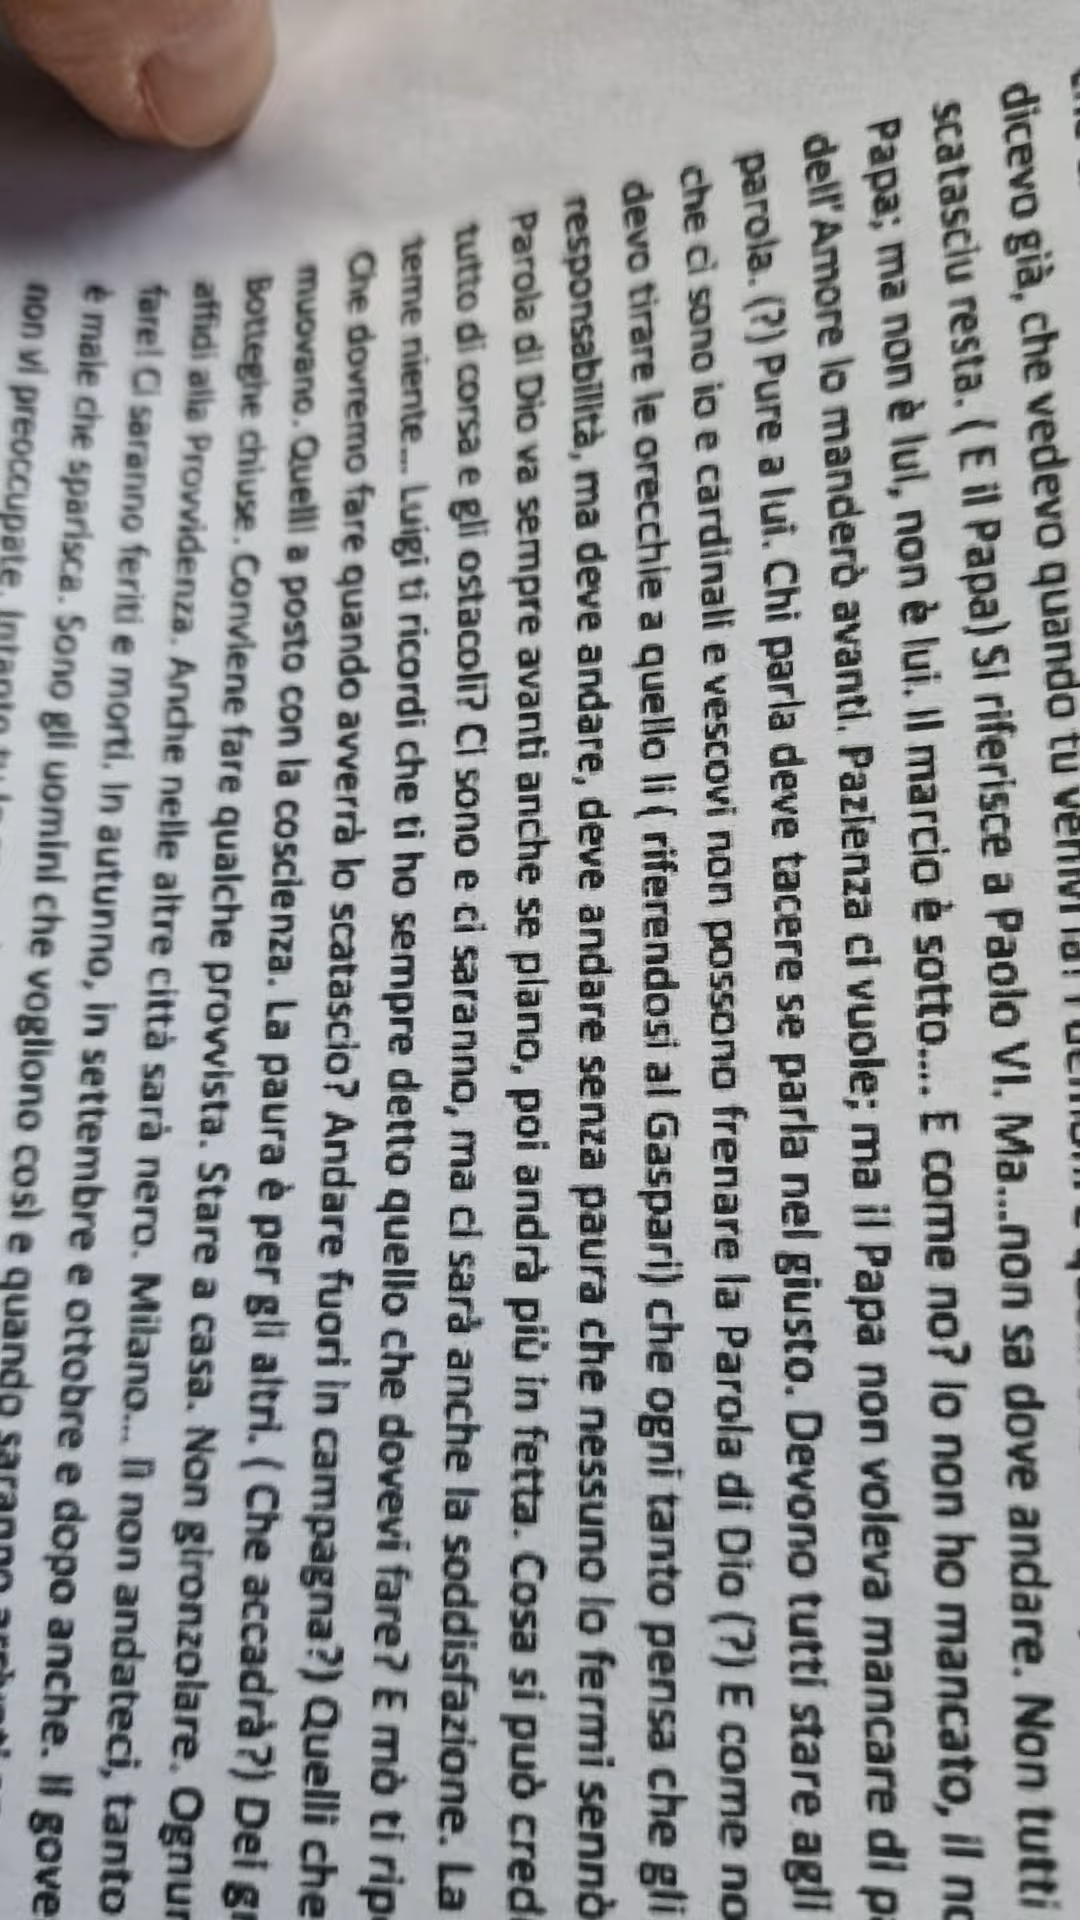 dicevo già, che vedevo quando tu venivi
scatasciu resta. ( E il Papa) Si riferisce a Paolo VI. Ma...non sa dove andare. Non tutti
Papa; ma non è lui, non è lui. Il marcio è sotto.... E come no? Io non ho mancato, il
dell'Amore lo manderò avanti. Pazienza ci vuole; ma il Papa non voleva mancare di
parola. (?) Pure a lui. Chi parla deve tacere se parla nel giusto. Devono tutti stare agli
che ci sono io e cardinali e vescovi non possono frenare la Parola di Dio (?) E come no
devo tirare le orecchie a quello lì ( riferendosi al Gaspari) che ogni tanto pensa che gli
responsabilità, ma deve andare, deve andare senza paura che nessuno lo fermi sennò
Parola di Dio va sempre avanti anche se piano, poi andrà più in fetta. Cosa si può cred
tutto di corsa e gli ostacoli? Ci sono e ci saranno, ma ci sarà anche la soddisfazione. La
teme niente.... Luigi ti ricordi che ti ho sempre detto quello che dovevi fare? E mò ti rip
Che dovremo fare quando avverrà lo scatascio? Andare fuori in campagna?) Quelli che
muovano. Quelli a posto con la coscienza. La paura è per gli altri. ( Che accadrà?) Dei
Botteghe chiuse. Conviene fare qualche provvista. Stare a casa. Non gironzolare. Ognun
affidi alla Provvidenza. Anche nelle altre città sarà nero. Milano... lì non andateci, tanto
fare! Ci saranno feriti e morti. In autunno, in settembre e ottobre e dopo anche. Il gove
è male che sparisca. Sono gli uomini che vogliono così e quando saranno
non vi preoccupate. Intanto